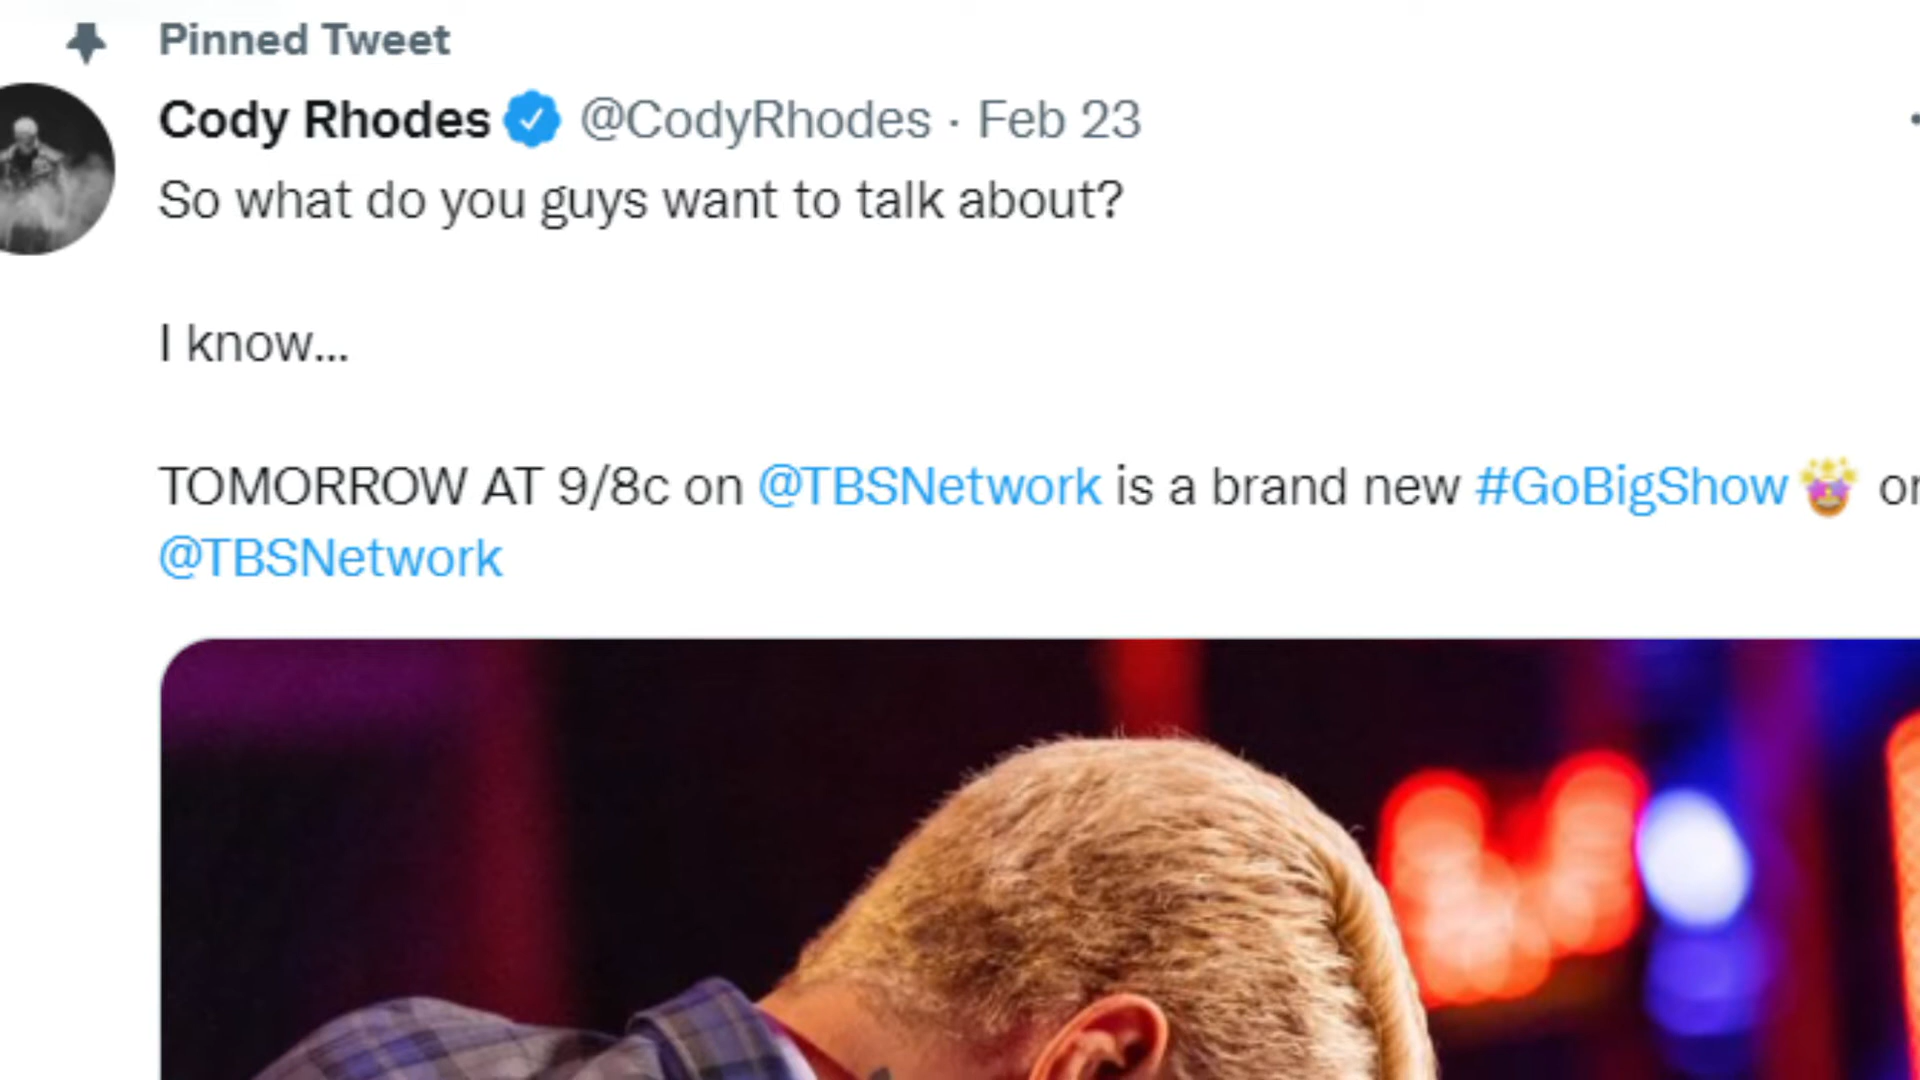 Pinned Tweet
Cody Rhodes @CodyRhodes · Feb 23
So what do you guys want to talk about?
I know...
TOMORROW AT 9/8c on @TBSNetwork is a brand new #GoBigShow
@TBSNetwork